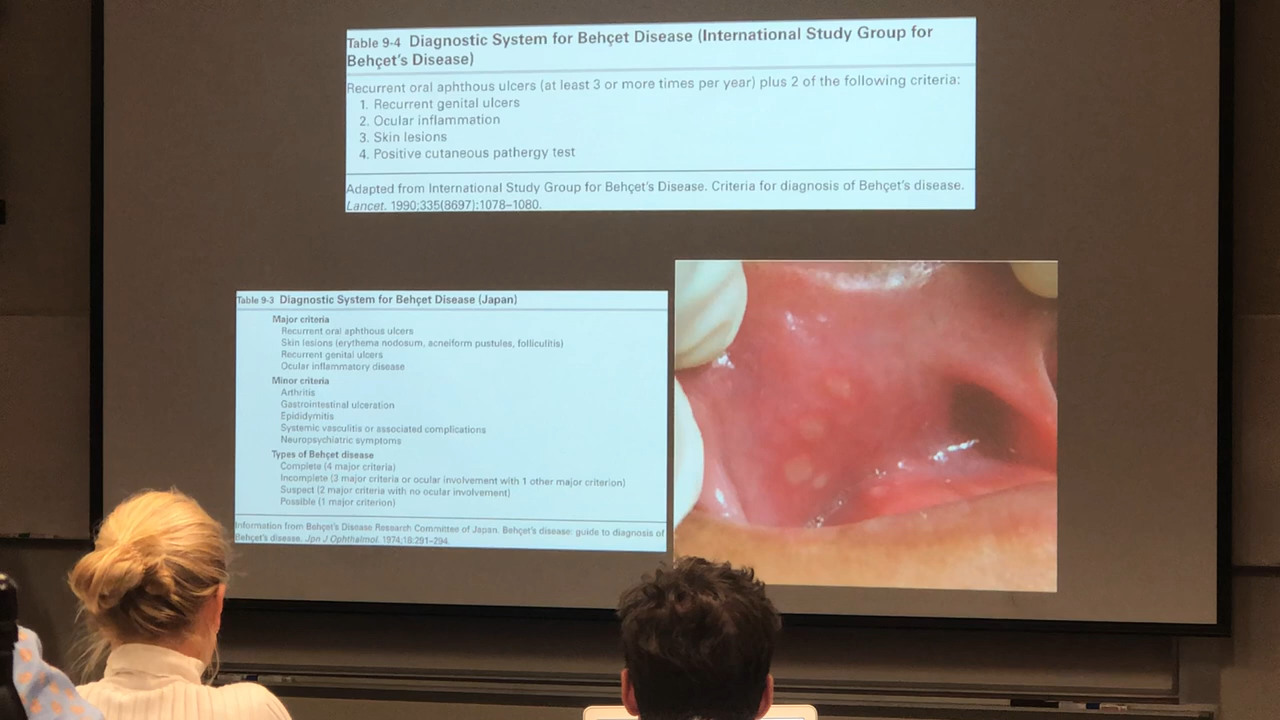 Table 9-4 Diagnostic System for Behçet Disease (International Study Group for
Behçet's Disease)
Recurrent oral aphthous ulcers (at least 3 or more times per year) plus 2 of the following criteria:
1. Recurrent genital ulcers
2. Ocular inflammation
3. Skin lesions
4. Positive cutaneous pathergy test
Adapted from International Study Group for Behçet's Disease. Criteria for diagnosis of Behçet's disease.
Lancet. 1990;335(8697):1078–1080.
Table 9-3 Diagnostic System for Behçet Disease (Japan)
Major criteria
Recurrent oral aphthous ulcers
Skin lesions (erythema nodosum, acneiform pustules, folliculitis)
Recurrent genital ulcers
Ocular inflammatory disease
Minor criteria
Arthritis
Gastrointestinal ulceration
Epididymitis
Systemic vasculitis or associated complications
Neuropsychiatric symptoms
Types of Behçet disease
Complete (4 major criteria)
Incomplete (3 major criteria or ocular involvement with 1 other major criterion)
Suspect (2 major criteria with no ocular involvement)
Possible (1 major criterion)
Information from Behçet's Disease Research Committee of Japan. Behçet's disease: guide to diagnosis of
Behçet's disease. Jpn J Ophthalmol. 1974;18:291–294.